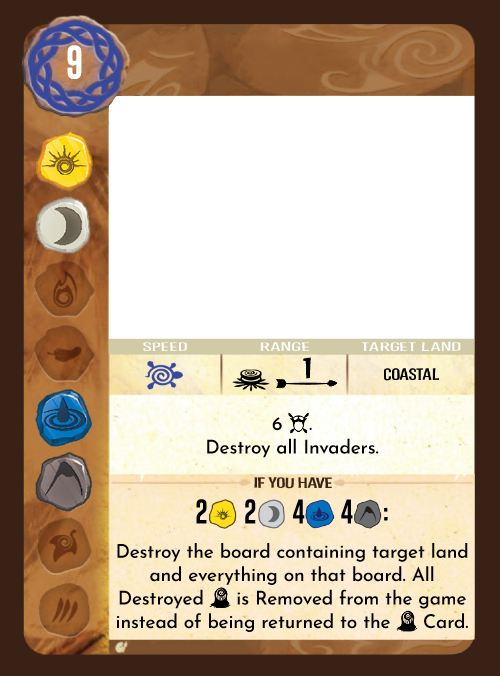 9
SPEED RANGE TARGET LAND
1 COASTAL
6 .
Destroy all Invaders.
IF YOU HAVE
2 2 4 4 :
Destroy the board containing target land
and everything on that board. All
Destroyed is Removed from the game
instead of being returned to the Card.